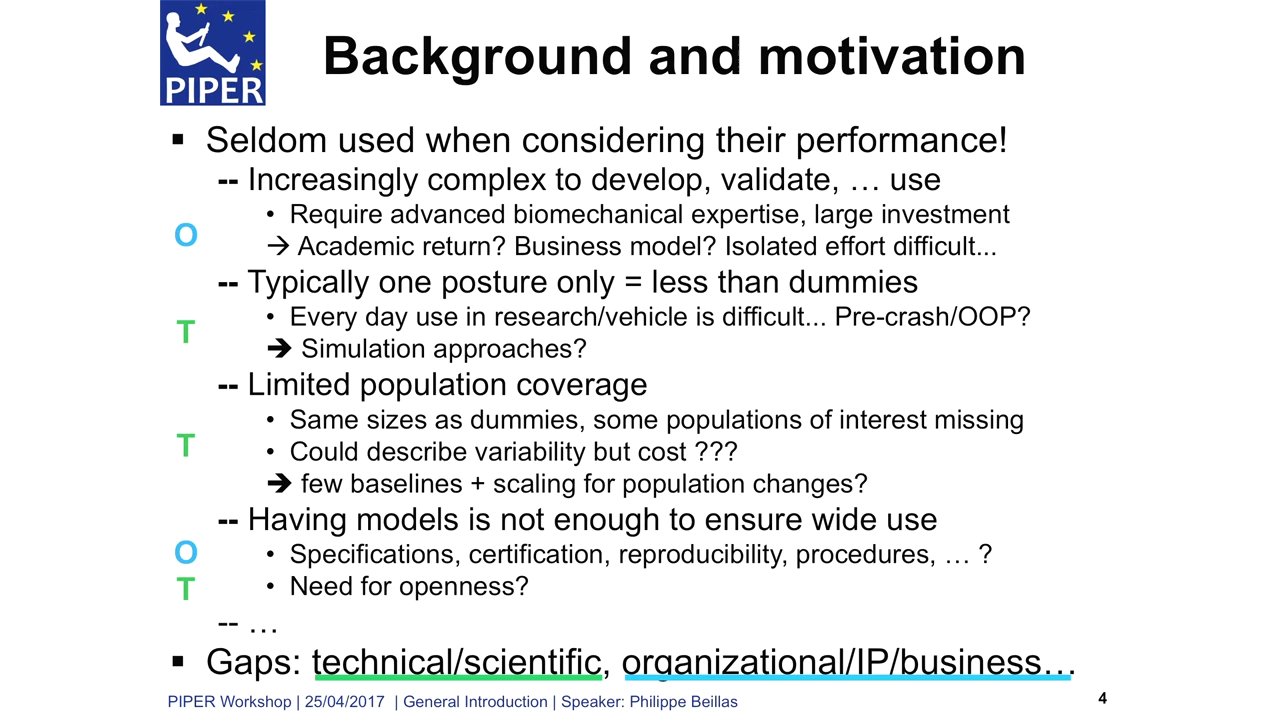 PIPER
Background and motivation
▪ Seldom used when considering their performance!
-- Increasingly complex to develop, validate, … use
• Require advanced biomechanical expertise, large investment
O
→ Academic return? Business model? Isolated effort difficult...
-- Typically one posture only = less than dummies
• Every day use in research/vehicle is difficult... Pre-crash/OOP?
T
➔ Simulation approaches?
-- Limited population coverage
• Same sizes as dummies, some populations of interest missing
T
• Could describe variability but cost ???
➔ few baselines + scaling for population changes?
-- Having models is not enough to ensure wide use
O
• Specifications, certification, reproducibility, procedures, … ?
T
• Need for openness?
-- …
▪ Gaps: technical/scientific, organizational/IP/business…
PIPER Workshop | 25/04/2017 | General Introduction | Speaker: Philippe Beillas
4